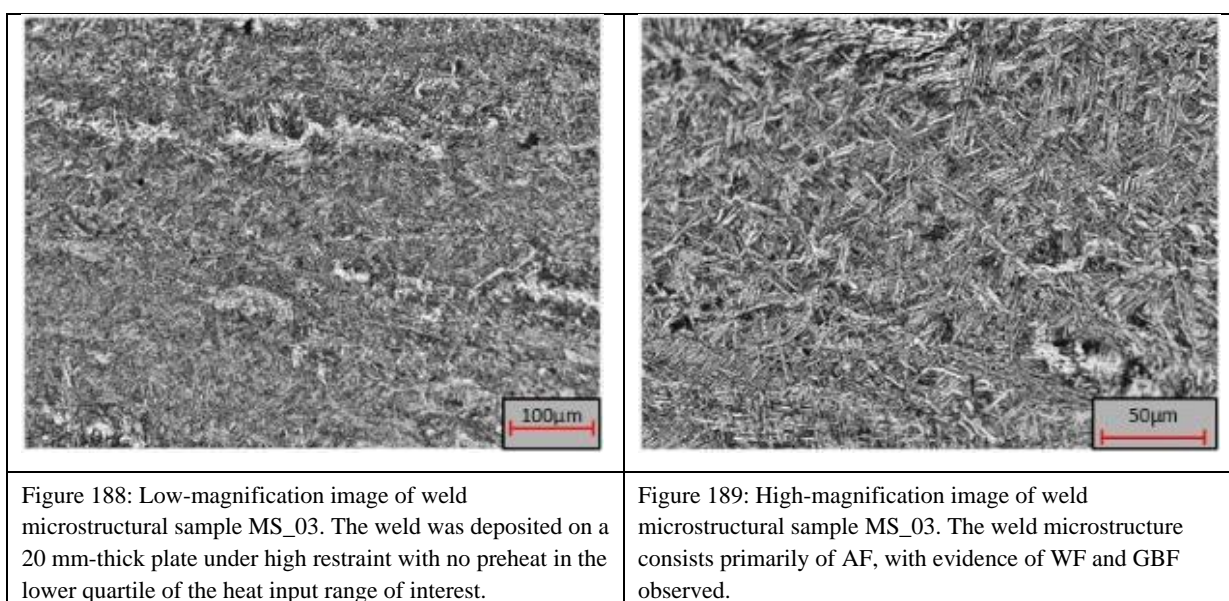 100μm
50μm
Figure 188: Low-magnification image of weld
microstructural sample MS_03. The weld was deposited on a
20 mm-thick plate under high restraint with no preheat in the
lower quartile of the heat input range of interest.
Figure 189: High-magnification image of weld
microstructural sample MS_03. The weld microstructure
consists primarily of AF, with evidence of WF and GBF
observed.